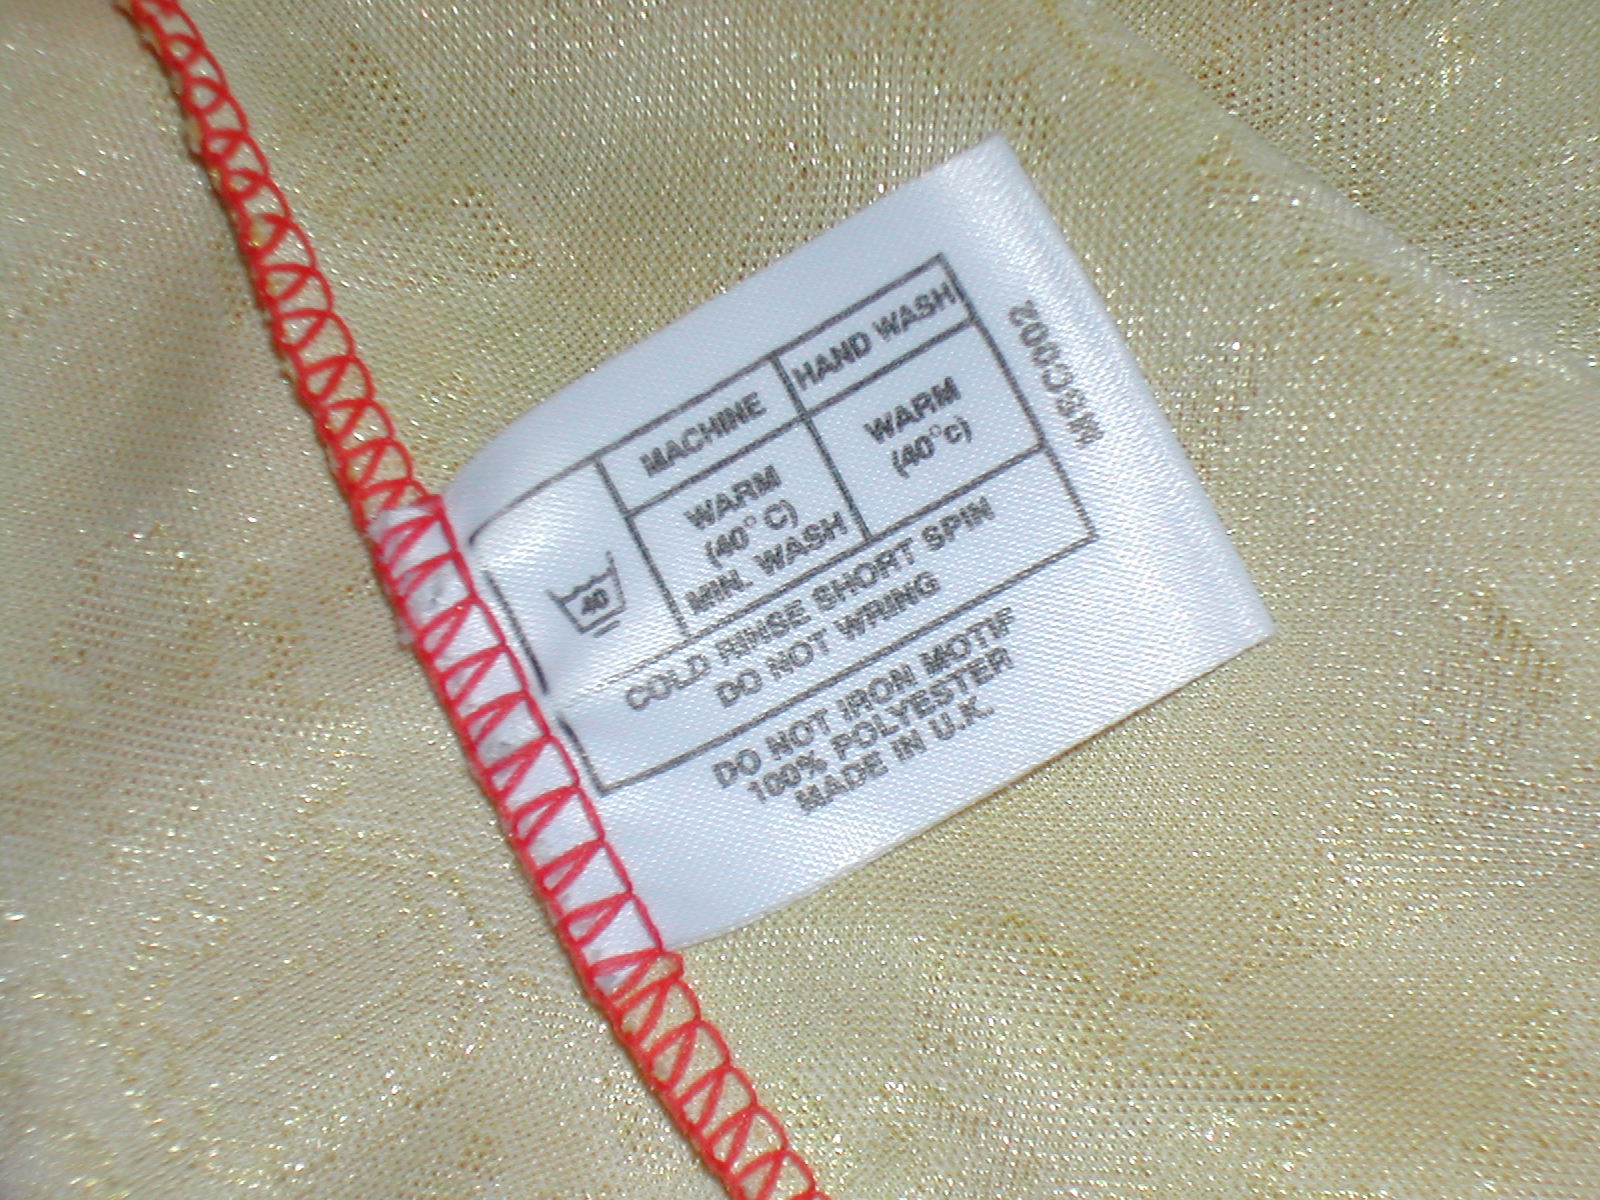 MACHINE
HAND WASH
40
WARM
(40°C)
MIN. WASH
WARM
(40°c)
COLD RINSE SHORT SPIN
DO NOT WRING
DO NOT IRON MOTIF
100% POLYESTER
MADE IN U.K.
MSC002